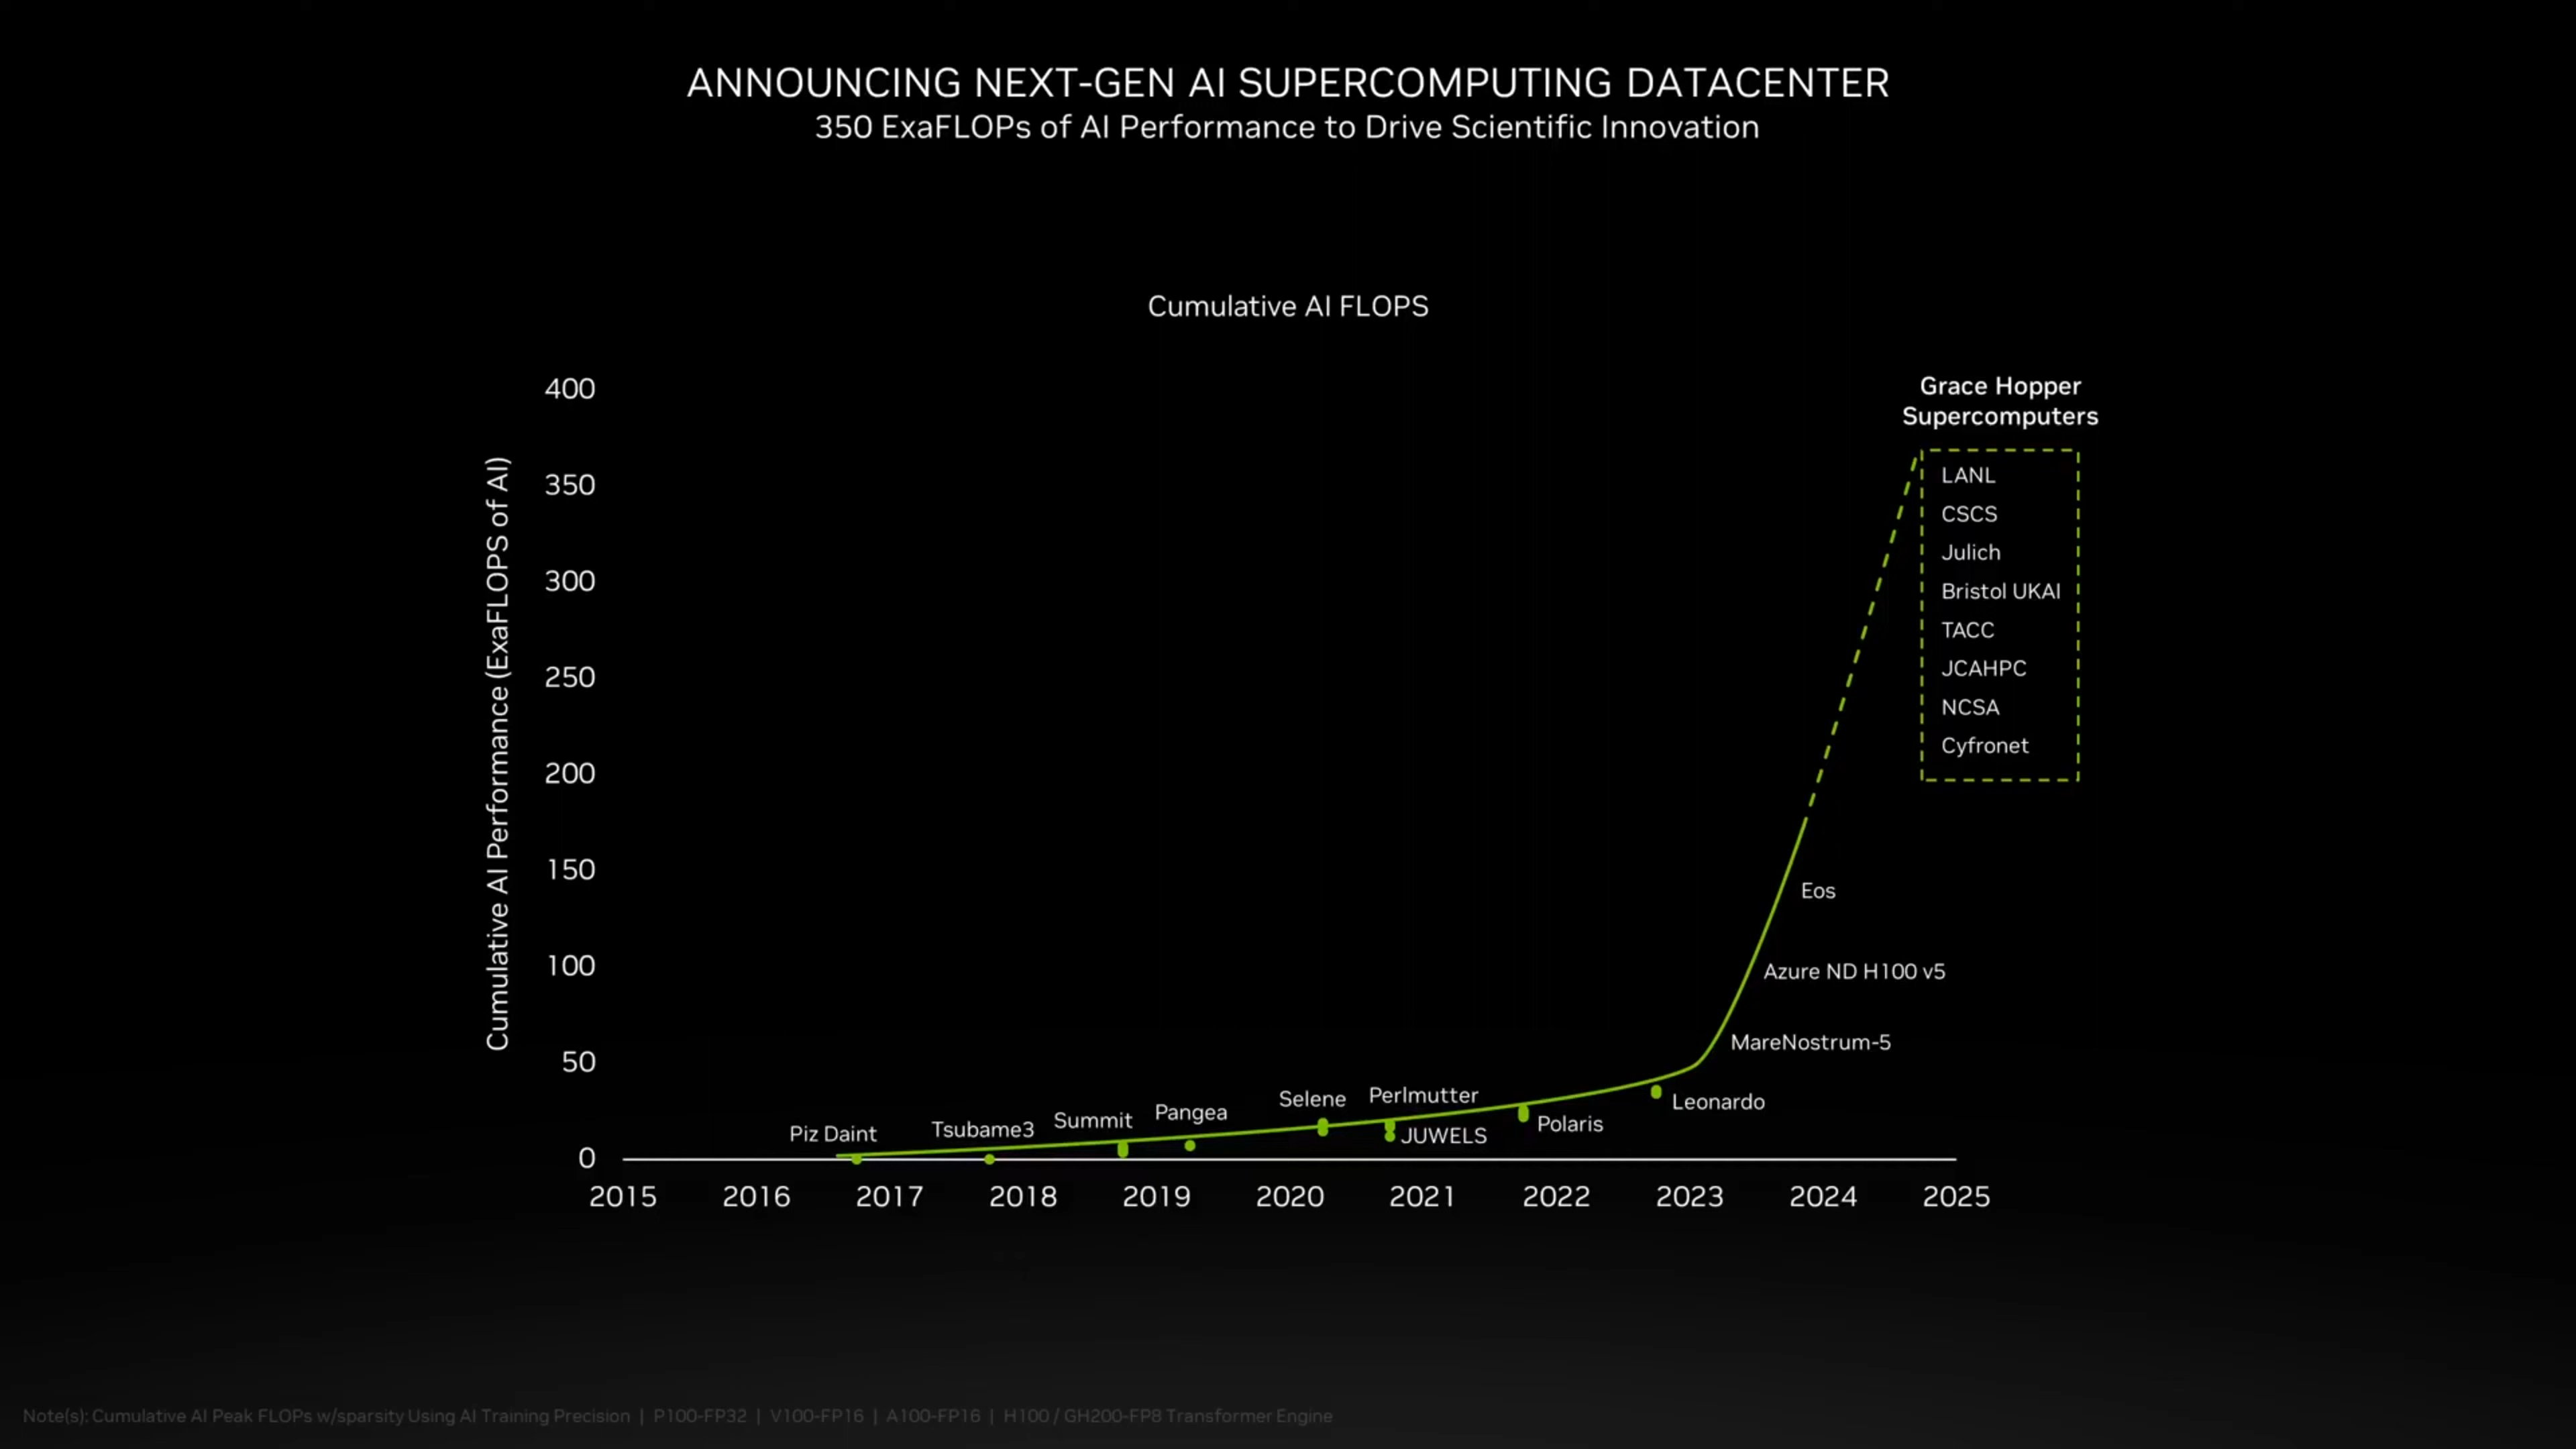 ANNOUNCING NEXT-GEN AI SUPERCOMPUTING DATACENTER
350 ExaFLOPs of AI Performance to Drive Scientific Innovation
Cumulative AI FLOPS
Cumulative AI Performance (ExaFLOPS of AI)
400
350
300
250
200
150
100
50
0
Grace Hopper
Supercomputers
LANL
CSCS
Julich
Bristol UKAI
TACC
JCAHPC
NCSA
Cyfronet
Eos
Azure ND H100 v5
MareNostrum-5
Piz Daint
Tsubame3
Summit
Pangea
Selene
Perlmutter
JUWELS
Polaris
Leonardo
2015 2016 2017 2018 2019 2020 2021 2022 2023 2024 2025
Note(s): Cumulative AI Peak FLOPs w/sparsity Using AI Training Precision | P100-FP32 | V100-FP16 | A100-FP16 | H100 / GH200-FP8 Transformer Engine